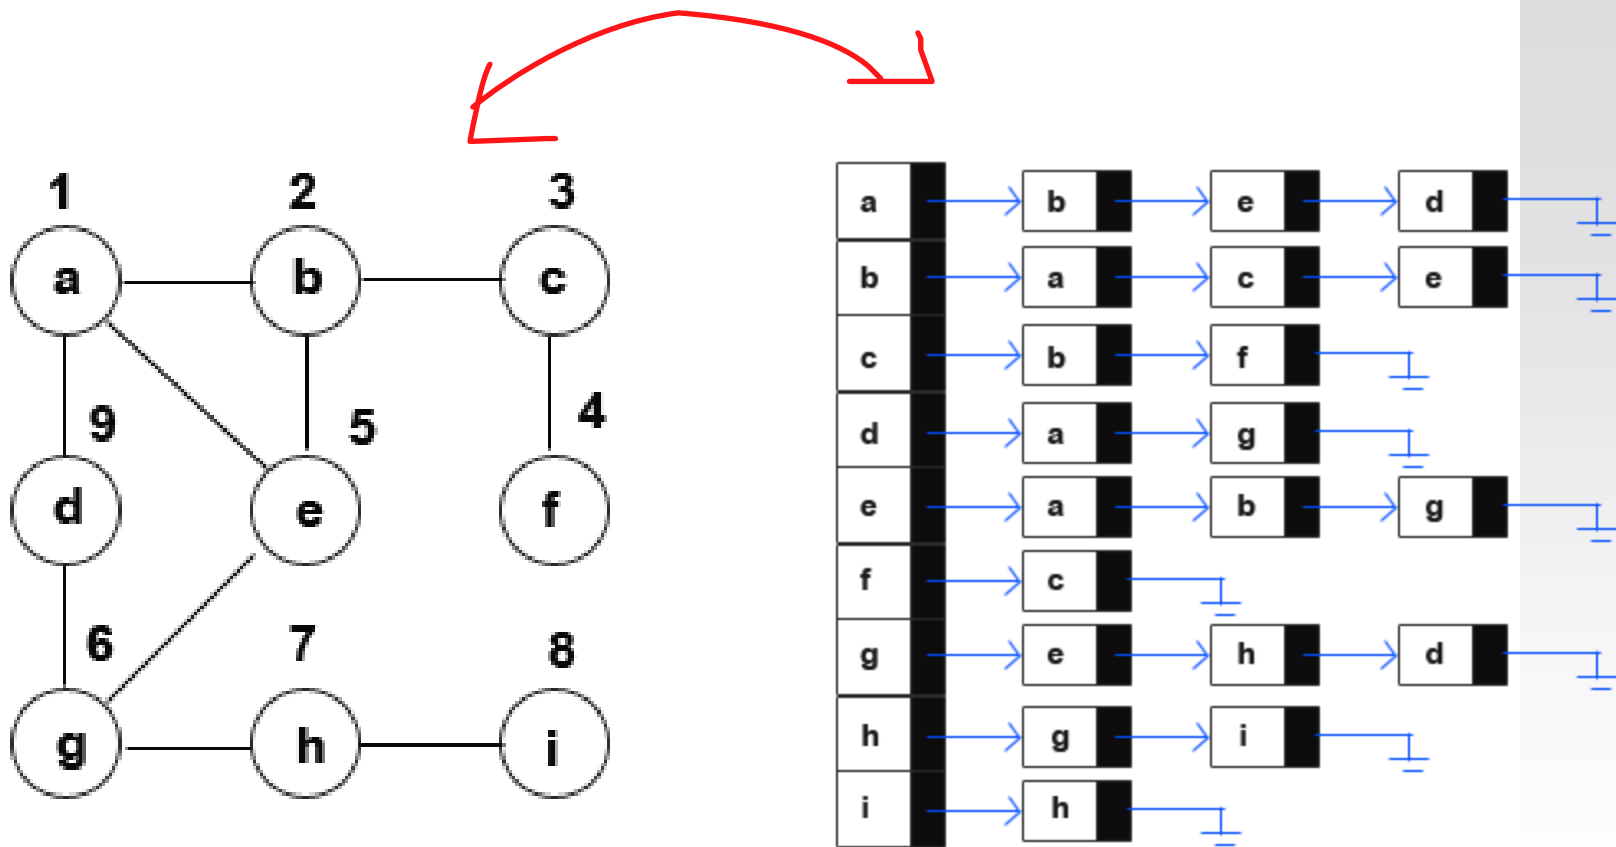 1 2 3
a b c
9 5 4
d e f
6 7 8
g h i
a b e d
b a c e
c b f
d a g
e a b g
f c
g e h d
h g i
i h